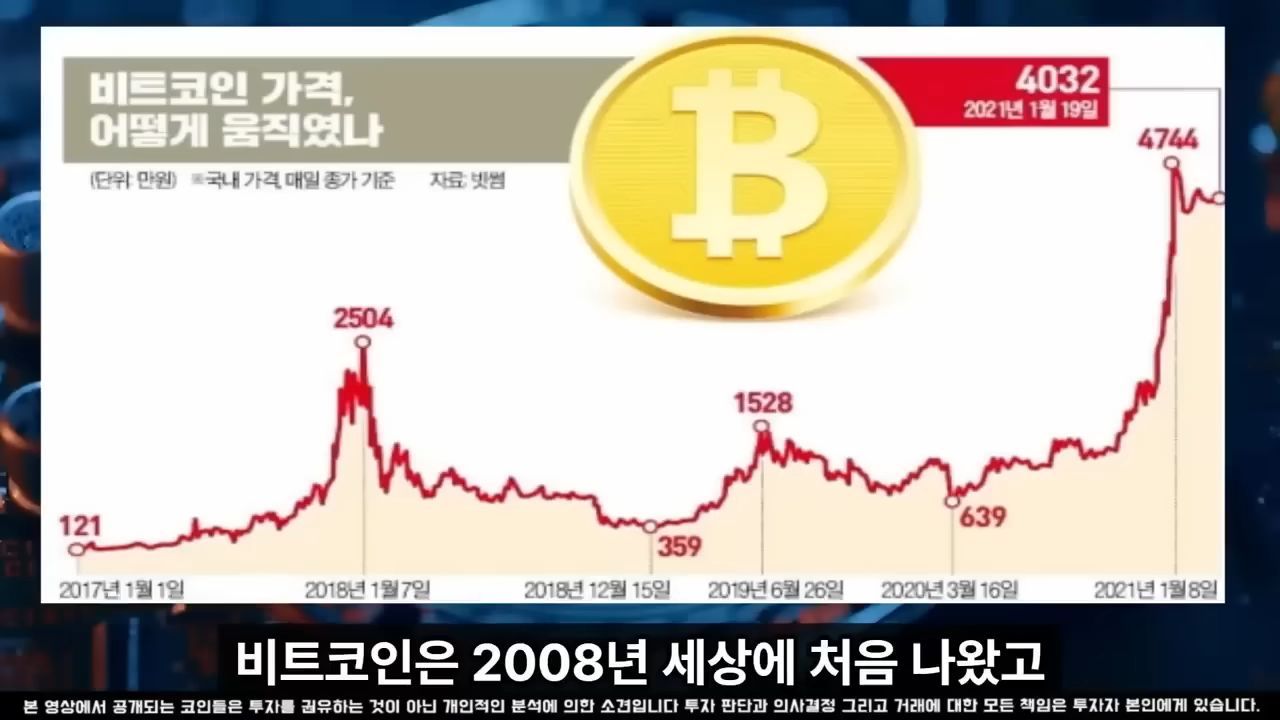 비트코인 가격,
어떻게 움직였나
(단위: 만원) ※국내 가격, 매일 종가 기준 자료: 빗썸
4032
2021년 1월 19일
4744
2504
1528
121
359
639
2017년 1월 1일 2018년 1월 7일 2018년 12월 15일 2019년 6월 26일 2020년 3월 16일 2021년 1월 8일
비트코인은 2008년 세상에 처음 나왔고
본 영상에서 공개되는 코인들은 투자를 권유하는 것이 아닌 개인적인 분석에 의한 소견입니다 투자 판단과 의사결정 그리고 거래에 대한 모든 책임은 투자자 본인에게 있습니다.